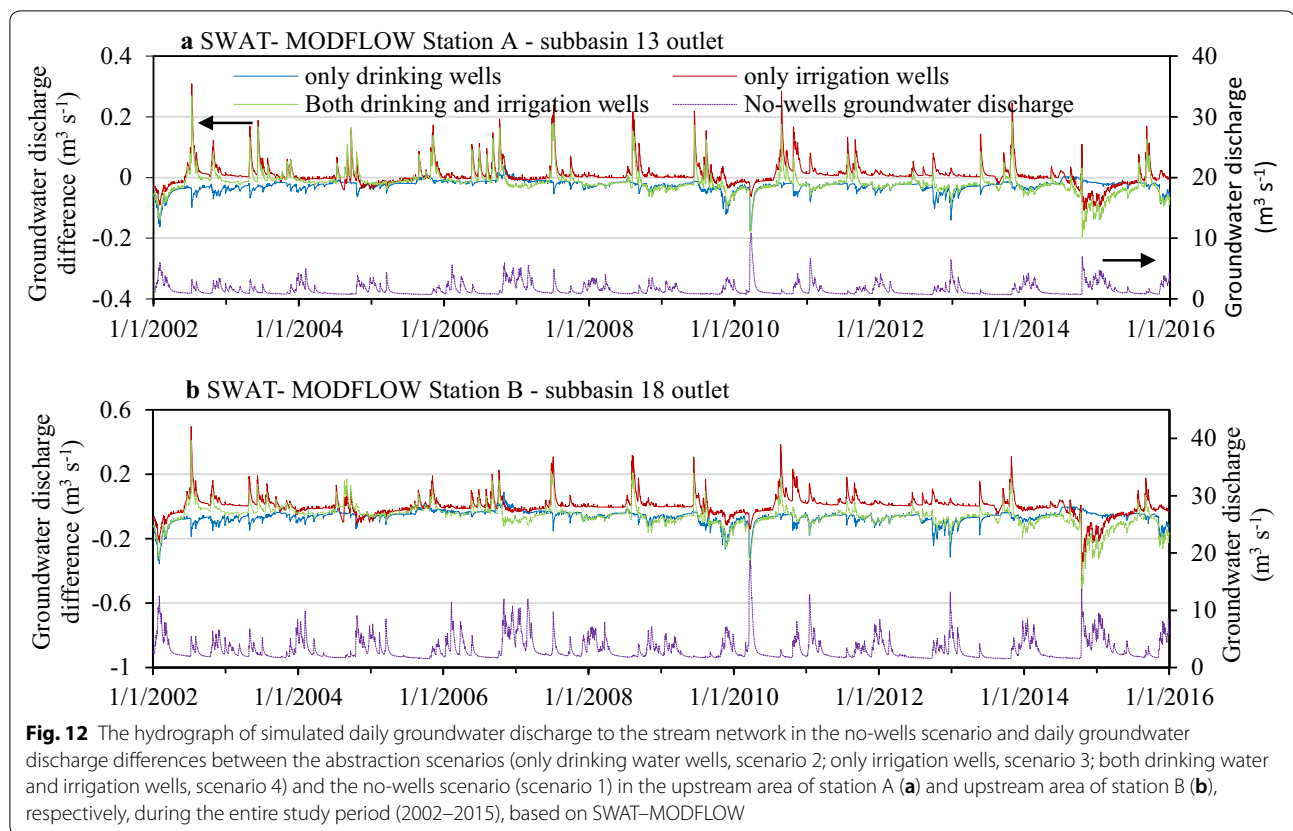 a SWAT- MODFLOW Station A - subbasin 13 outlet
only drinking wells
only irrigation wells
Both drinking and irrigation wells
No-wells groundwater discharge
Groundwater discharge
difference (m³ s⁻¹)
0.4
0.2
0
-0.2
-0.4
40
30
20
10
0
Groundwater discharge
(m³ s⁻¹)
1/1/2002 1/1/2004 1/1/2006 1/1/2008 1/1/2010 1/1/2012 1/1/2014 1/1/2016
b SWAT- MODFLOW Station B - subbasin 18 outlet
Groundwater discharge
difference (m³ s⁻¹)
0.6
0.2
-0.2
-0.6
-1
40
30
20
10
0
Groundwater discharge
(m³ s⁻¹)
1/1/2002 1/1/2004 1/1/2006 1/1/2008 1/1/2010 1/1/2012 1/1/2014 1/1/2016
Fig. 12 The hydrograph of simulated daily groundwater discharge to the stream network in the no-wells scenario and daily groundwater
discharge differences between the abstraction scenarios (only drinking water wells, scenario 2; only irrigation wells, scenario 3; both drinking water
and irrigation wells, scenario 4) and the no-wells scenario (scenario 1) in the upstream area of station A (a) and upstream area of station B (b),
respectively, during the entire study period (2002–2015), based on SWAT–MODFLOW